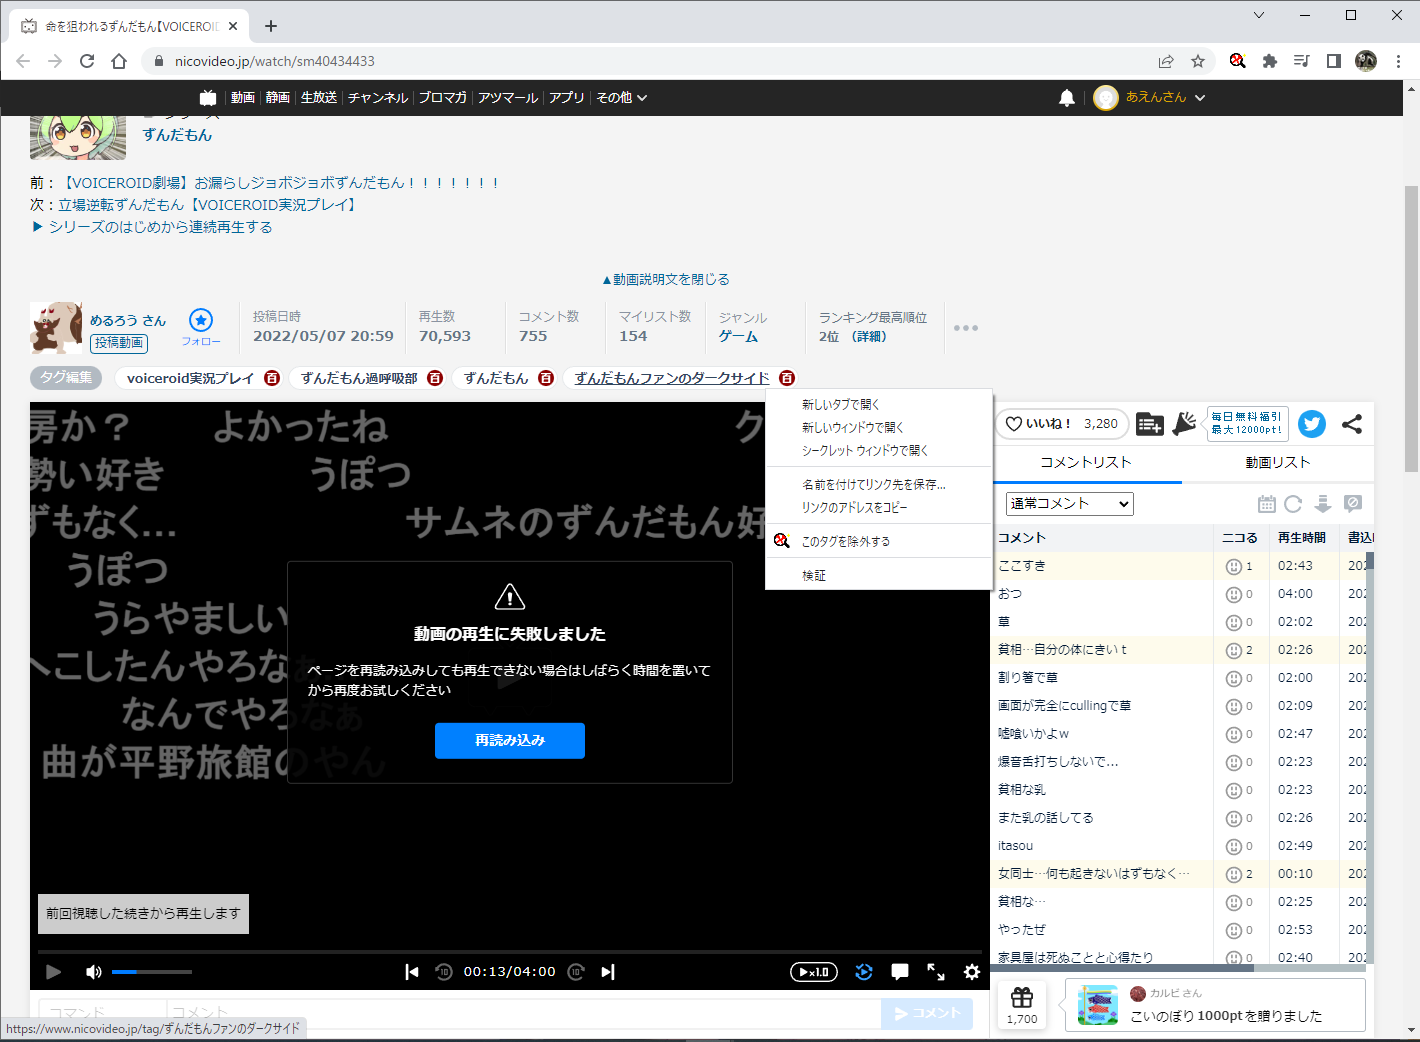 命を狙われるずんだもん【VOICEROID
nicovideo.jp/watch/sm40434433
動画 静画 生放送 チャンネル ブロマガ アツマール アプリ その他
あえんさん
ずんだもん
前：【VOICEROID劇場】お漏らしジョボジョボずんだもん！！！！！！！
次：立場逆転ずんだもん【VOICEROID実況プレイ】
▶ シリーズのはじめから連続再生する
▲動画説明文を閉じる
めるろう さん
投稿動画
フォロー
投稿日時
2022/05/07 20:59
再生数
70,593
コメント数
755
マイリスト数
154
ジャンル
ゲーム
ランキング最高順位
2位 （詳細）
タグ編集 voiceroid実況プレイ 百 ずんだもん過呼吸部 百 ずんだもん 百 ずんだもんファンのダークサイド 百
房か？ よかったね ク
勢い好き うぽつ
ずもなく… サムネのずんだもん好
うぽつ
うらやましい
へこしたんやろなぁ
なんでやろなぁ
曲が平野旅館のやん
動画の再生に失敗しました
ページを再読み込みしても再生できない場合はしばらく時間を置いて
から再度お試しください
再読み込み
前回視聴した続きから再生します
10 00:13/04:00 10
×1.0
コマンド コメント
コメント
https://www.nicovideo.jp/tag/ずんだもんファンのダークサイド
新しいタブで開く
新しいウィンドウで開く
シークレット ウィンドウで開く
名前を付けてリンク先を保存...
リンクのアドレスをコピー
このタグを除外する
検証
いいね！ 3,280
毎日無料福引
最大12000pt!
コメントリスト 動画リスト
通常コメント
コメント ニコる 再生時間 書込
ここすき 1 02:43 202
おつ 0 04:00 202
草 0 02:02 202
貧相…自分の体にきいｔ 2 02:26 202
割り箸で草 0 02:00 202
画面が完全にcullingで草 0 02:09 202
嘘喰いかよｗ 0 02:47 202
爆音舌打ちしないで… 0 02:23 202
貧相な乳 0 02:23 202
また乳の話してる 0 02:26 202
itasou 0 02:49 202
女同士…何も起きないはずもなく… 2 00:10 202
貧相な… 0 02:25 202
やったぜ 0 02:53 202
家具屋は死ぬことと心得たり 0 02:40 202
1,700
カルビ さん
こいのぼり 1000pt を贈りました